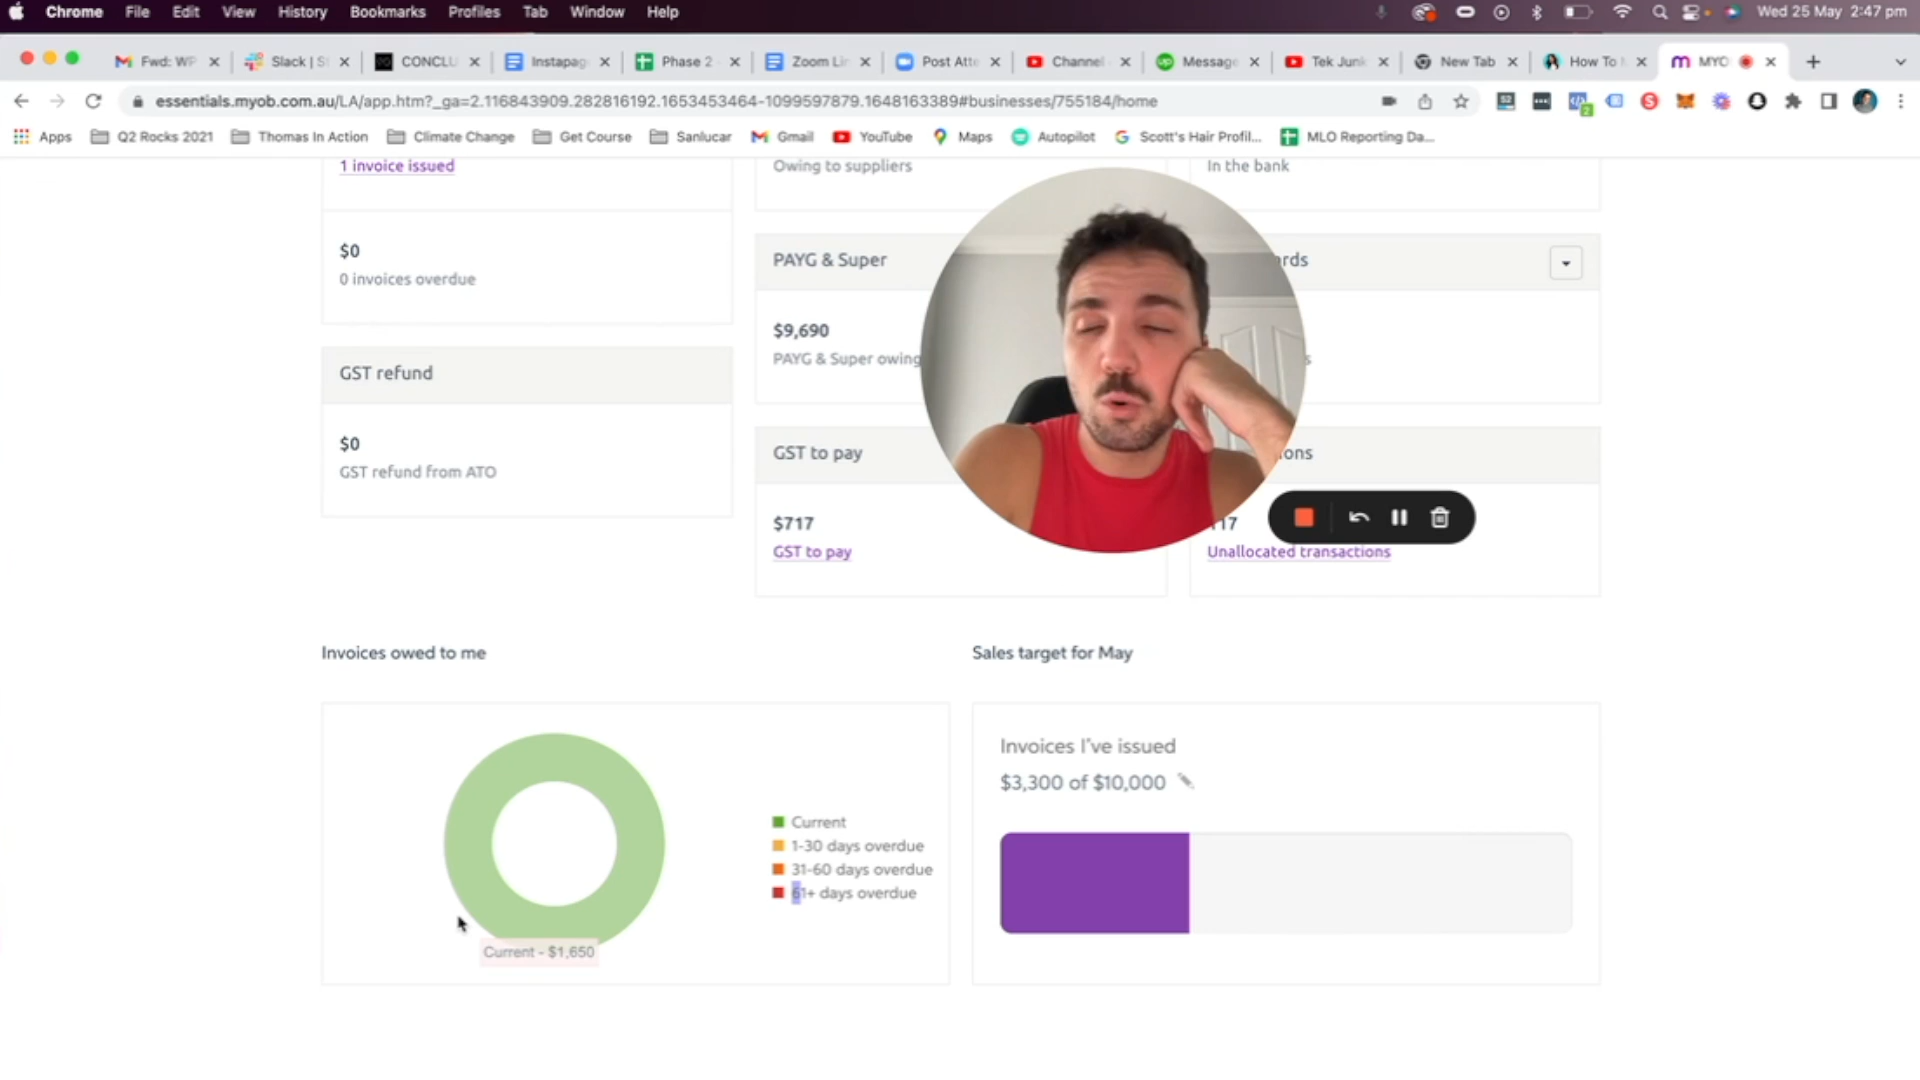 Chrome File Edit View History Bookmarks Profiles Tab Window Help Wed 25 May 2:47 pm
Fwd: WP Slack | S CONCLU Instapag Phase 2 - Zoom Lin Post Atte Channel Message Tek Junk New Tab How To MYO
essentials.myob.com.au/LA/app.htm?_ga=2.116843909.282816192.1653453464-1099597879.1648163389#businesses/755184/home
Apps Q2 Rocks 2021 Thomas In Action Climate Change Get Course Sanlucar Gmail YouTube Maps Autopilot Scott's Hair Profil... MLO Reporting Da...
1 invoice issued
Owing to suppliers
In the bank
$0
0 invoices overdue
PAYG & Super
rds
$9,690
PAYG & Super owing
s
GST refund
$0
GST refund from ATO
GST to pay
ions
$717
GST to pay
117
Unallocated transactions
Invoices owed to me
Current
1-30 days overdue
31-60 days overdue
61+ days overdue
Current - $1,650
Sales target for May
Invoices I've issued
$3,300 of $10,000